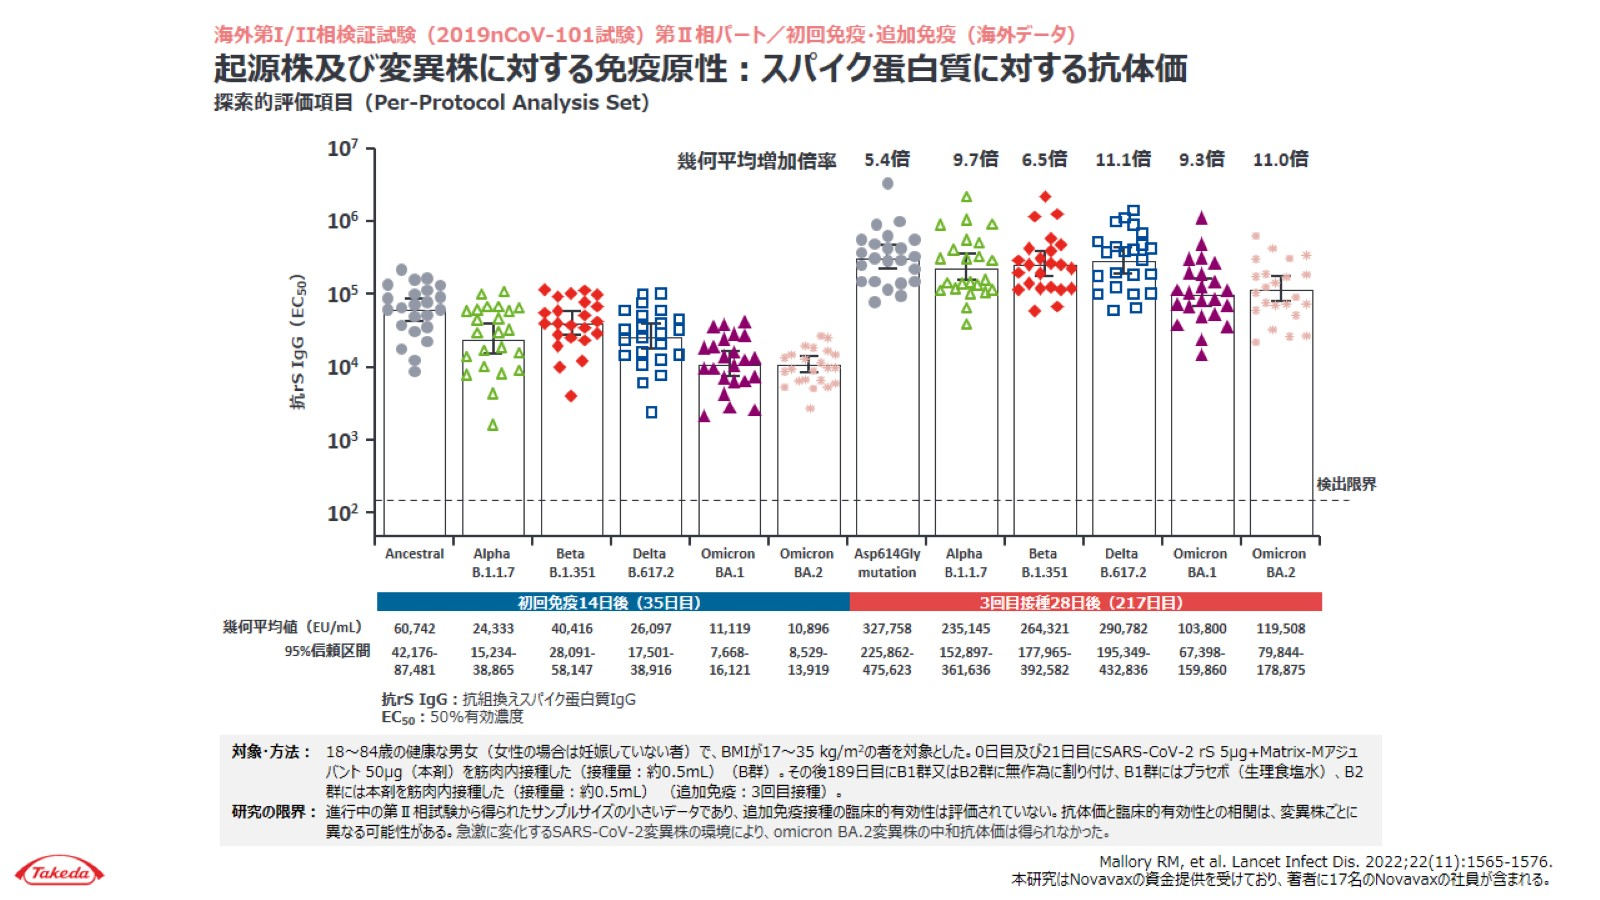 海外第I/II相検証試験（2019nCoV-101試験）第Ⅱ相パート／初回免疫･追加免疫（海外データ）
起源株及び変異株に対する免疫原性：スパイク蛋白質に対する抗体価
探索的評価項目（Per-Protocol Analysis Set）
幾何平均増加倍率 5.4倍 9.7倍 6.5倍 11.1倍 9.3倍 11.0倍
抗rS IgG（EC50）
10⁷
10⁶
10⁵
10⁴
10³
10²
検出限界
Ancestral Alpha B.1.1.7 Beta B.1.351 Delta B.617.2 Omicron BA.1 Omicron BA.2 Asp614Gly mutation Alpha B.1.1.7 Beta B.1.351 Delta B.617.2 Omicron BA.1 Omicron BA.2
初回免疫14日後（35日目） 3回目接種28日後（217日目）
幾何平均値（EU/mL） 60,742 24,333 40,416 26,097 11,119 10,896 327,758 235,145 264,321 290,782 103,800 119,508
95%信頼区間 42,176- 15,234- 28,091- 17,501- 7,668- 8,529- 225,862- 152,897- 177,965- 195,349- 67,398- 79,844-
87,481 38,865 58,147 38,916 16,121 13,919 475,623 361,636 392,582 432,836 159,860 178,875
抗rS IgG：抗組換えスパイク蛋白質IgG
EC50：50％有効濃度
対象･方法： 18～84歳の健康な男女（女性の場合は妊娠していない者）で、BMIが17～35 kg/m²の者を対象とした。0日目及び21日目にSARS-CoV-2 rS 5μg+Matrix-Mアジュ
バント 50μg（本剤）を筋肉内接種した（接種量：約0.5mL）（B群）。その後189日目にB1群又はB2群に無作為に割り付け、B1群にはプラセボ（生理食塩水）、B2
群には本剤を筋肉内接種した（接種量：約0.5mL）（追加免疫：3回目接種）。
研究の限界： 進行中の第Ⅱ相試験から得られたサンプルサイズの小さいデータであり、追加免疫接種の臨床的有効性は評価されていない。抗体価と臨床的有効性との相関は、変異株ごとに
異なる可能性がある。急激に変化するSARS-CoV-2変異株の環境により、omicron BA.2変異株の中和抗体価は得られなかった。
Takeda
Mallory RM, et al. Lancet Infect Dis. 2022;22(11):1565-1576.
本研究はNovavaxの資金提供を受けており、著者に17名のNovavaxの社員が含まれる。